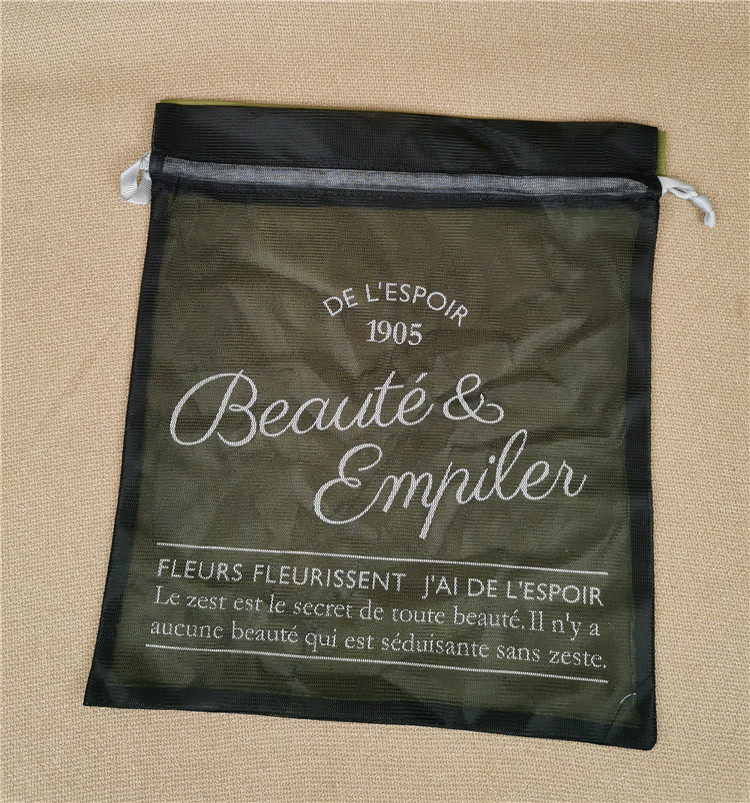 DE L'ESPOIR
1905
Beauté &
Empiler
FLEURS FLEURISSENT J'AI DE L'ESPOIR
Le zest est le secret de toute beauté. Il n'y a
aucune beauté qui est séduisante sans zeste.